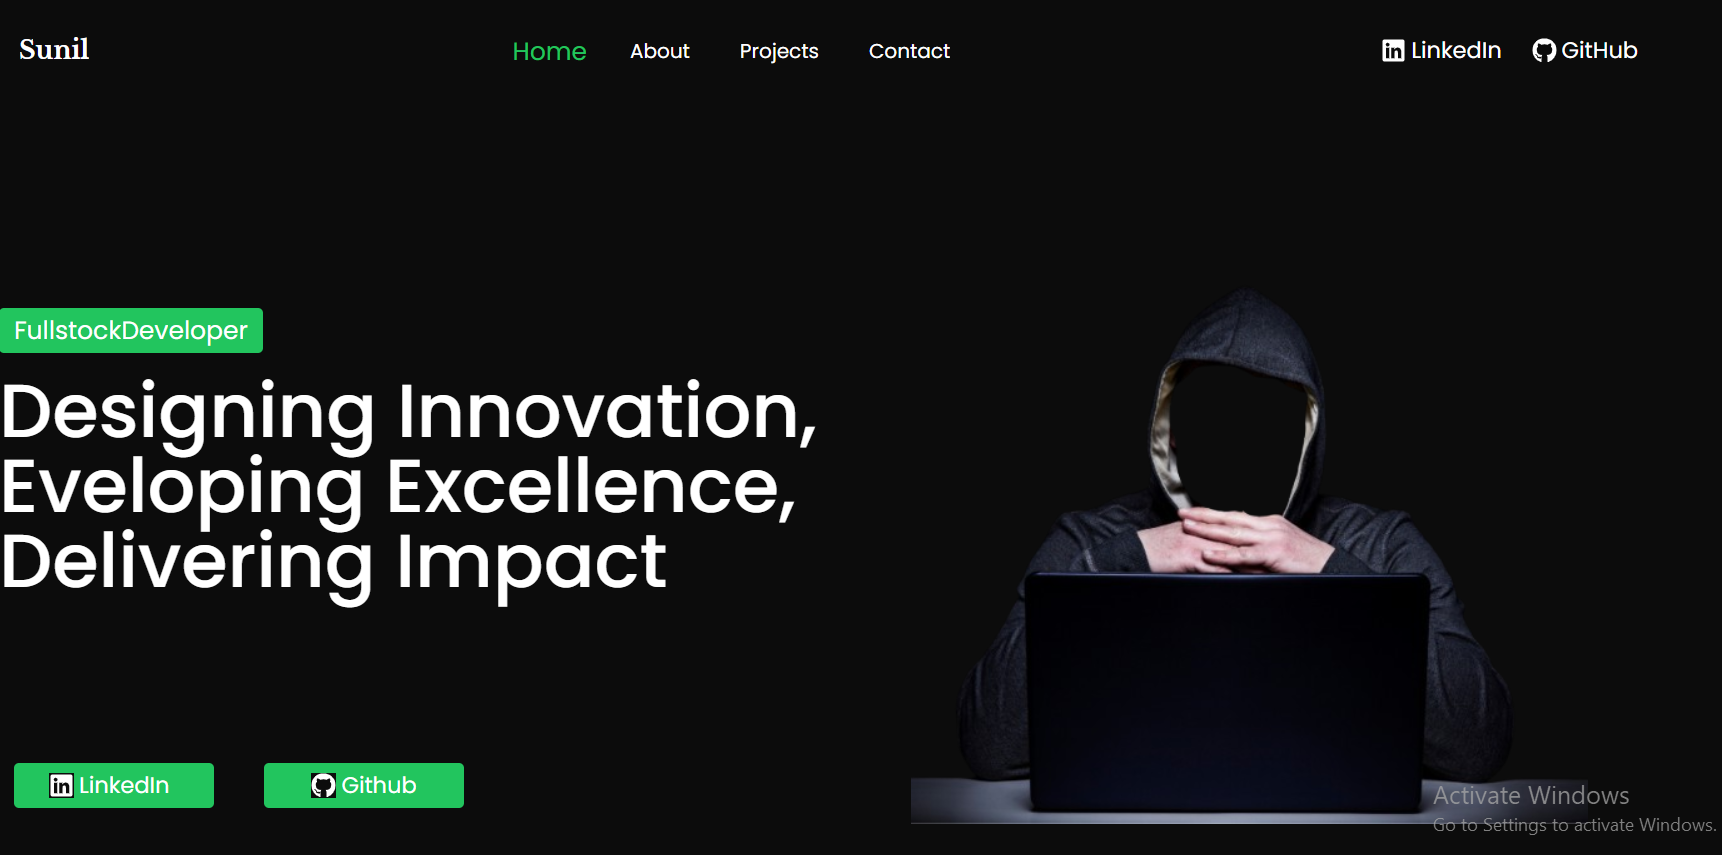 Sunil
Home
About
Projects
Contact
LinkedIn
GitHub
FullstockDeveloper
Designing Innovation,
Eveloping Excellence,
Delivering Impact
LinkedIn
Github
Activate Windows
Go to Settings to activate Windows.